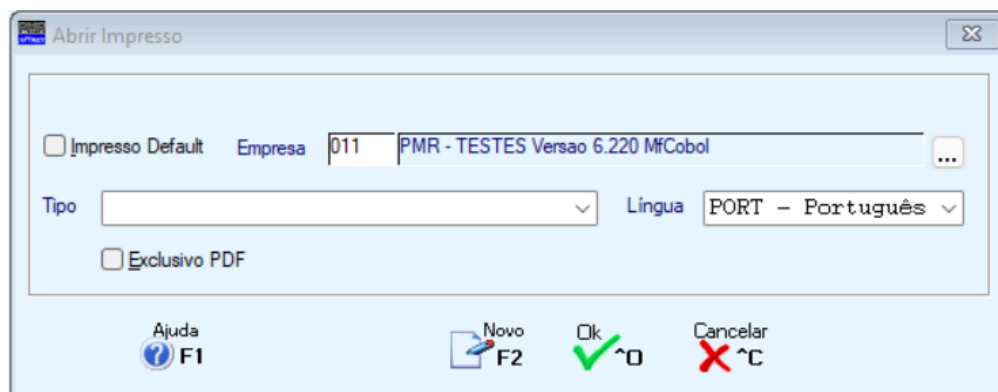 Abrir Impresso
Impresso Default Empresa 011 PMR - TESTES Versao 6.220 MfCobol ...
Tipo Língua PORT - Português
Exclusivo PDF
Ajuda F1 Novo F2 Ok ^O Cancelar ^C